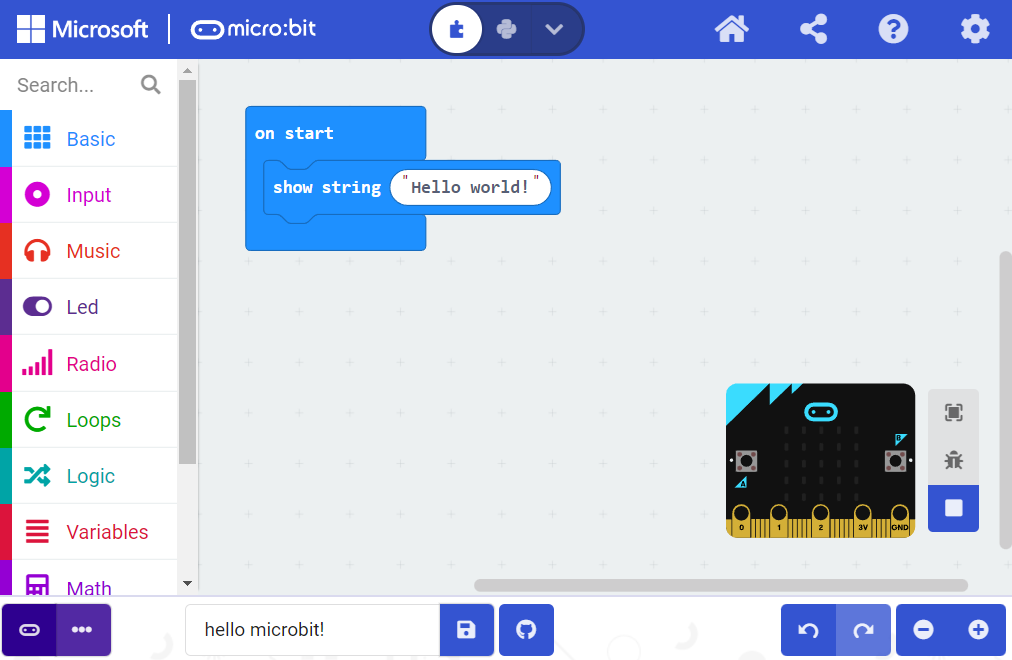 Microsoft micro:bit
Search...
Basic
Input
Music
Led
Radio
Loops
Logic
Variables
Math
on start
show string "Hello world!"
B
A
0 1 2 3V GND
hello microbit!